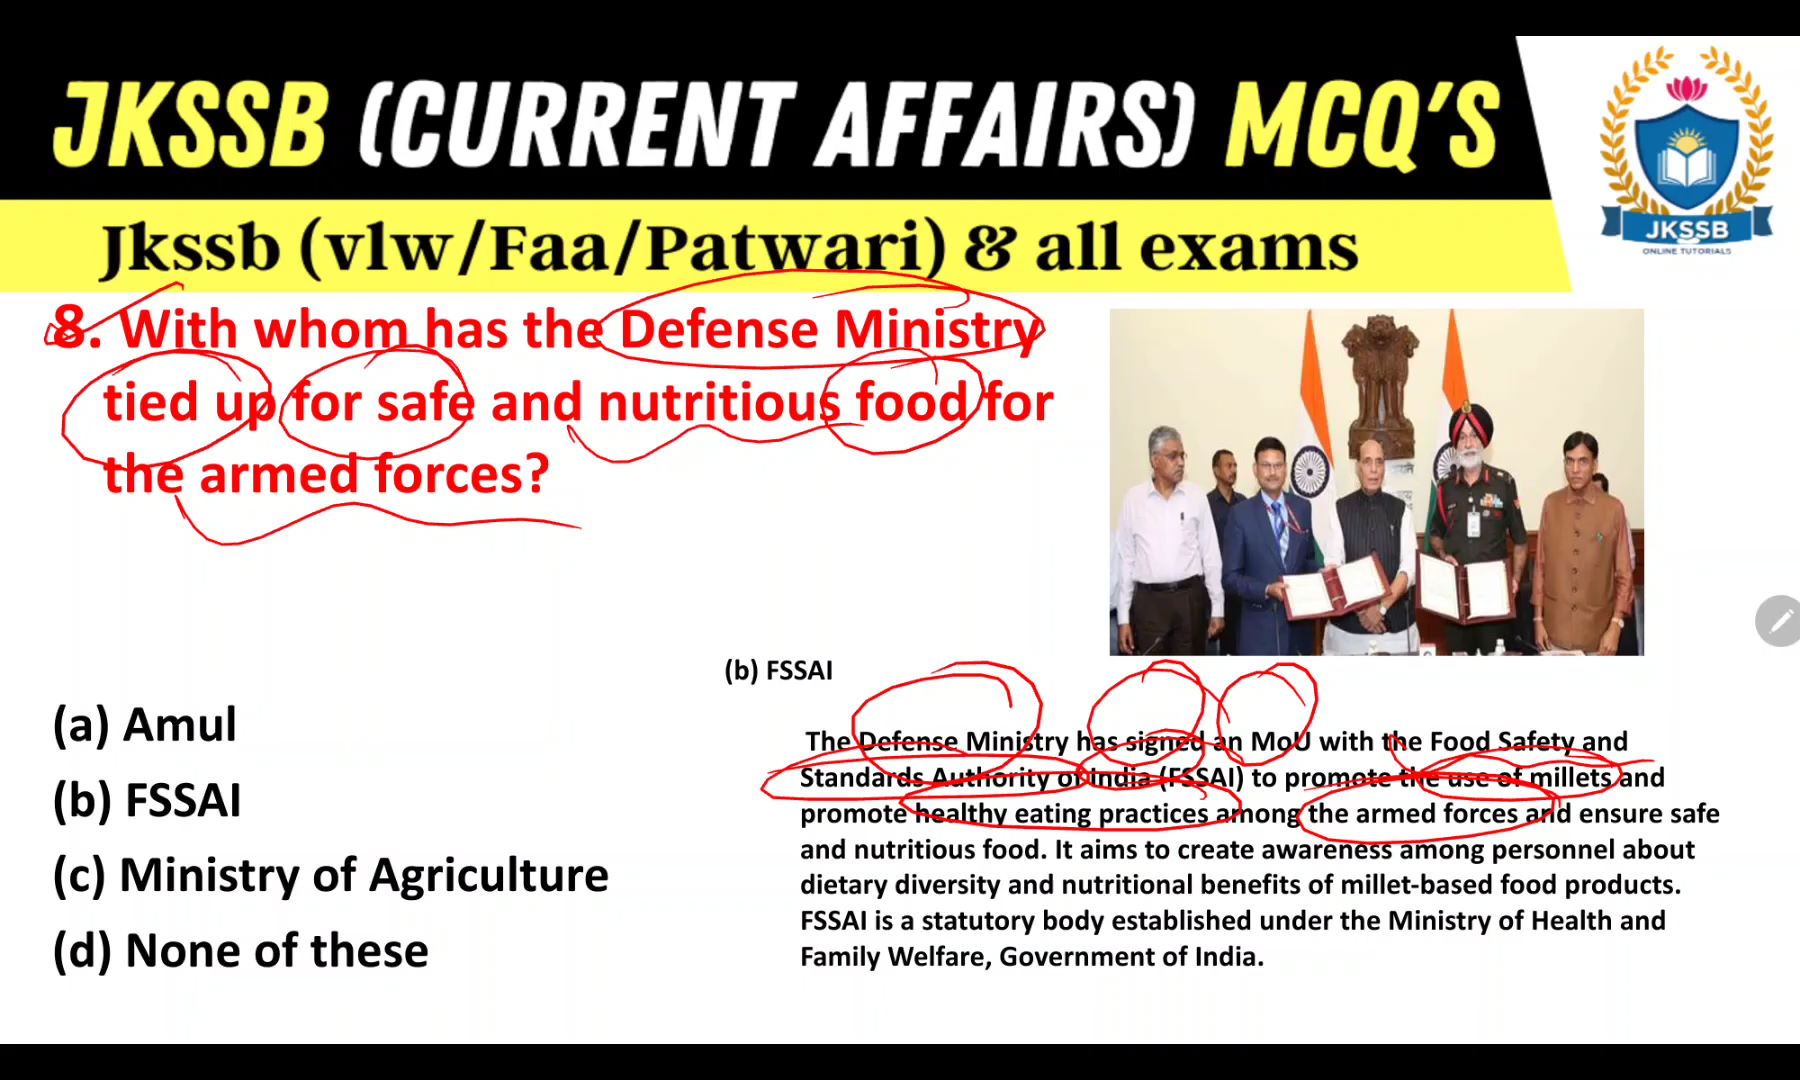 JKSSB (CURRENT AFFAIRS) MCQ'S
Jkssb (vlw/Faa/Patwari) & all exams
JKSSB
ONLINE TUTORIALS
8. With whom has the Defense Ministry
tied up for safe and nutritious food for
the armed forces?
(a) Amul
(b) FSSAI
(c) Ministry of Agriculture
(d) None of these
(b) FSSAI
The Defense Ministry has signed an MoU with the Food Safety and
Standards Authority of India (FSSAI) to promote the use of millets and
promote healthy eating practices among the armed forces and ensure safe
and nutritious food. It aims to create awareness among personnel about
dietary diversity and nutritional benefits of millet-based food products.
FSSAI is a statutory body established under the Ministry of Health and
Family Welfare, Government of India.